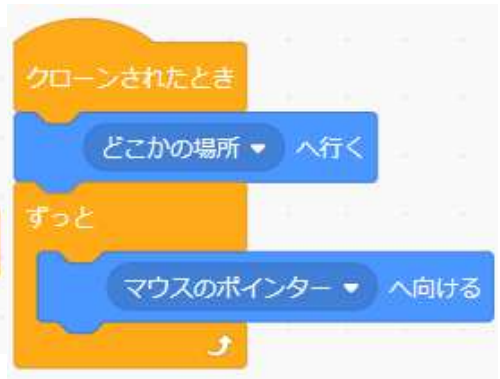 クローンされたとき
どこかの場所 へ行く
ずっと
マウスのポインター へ向ける